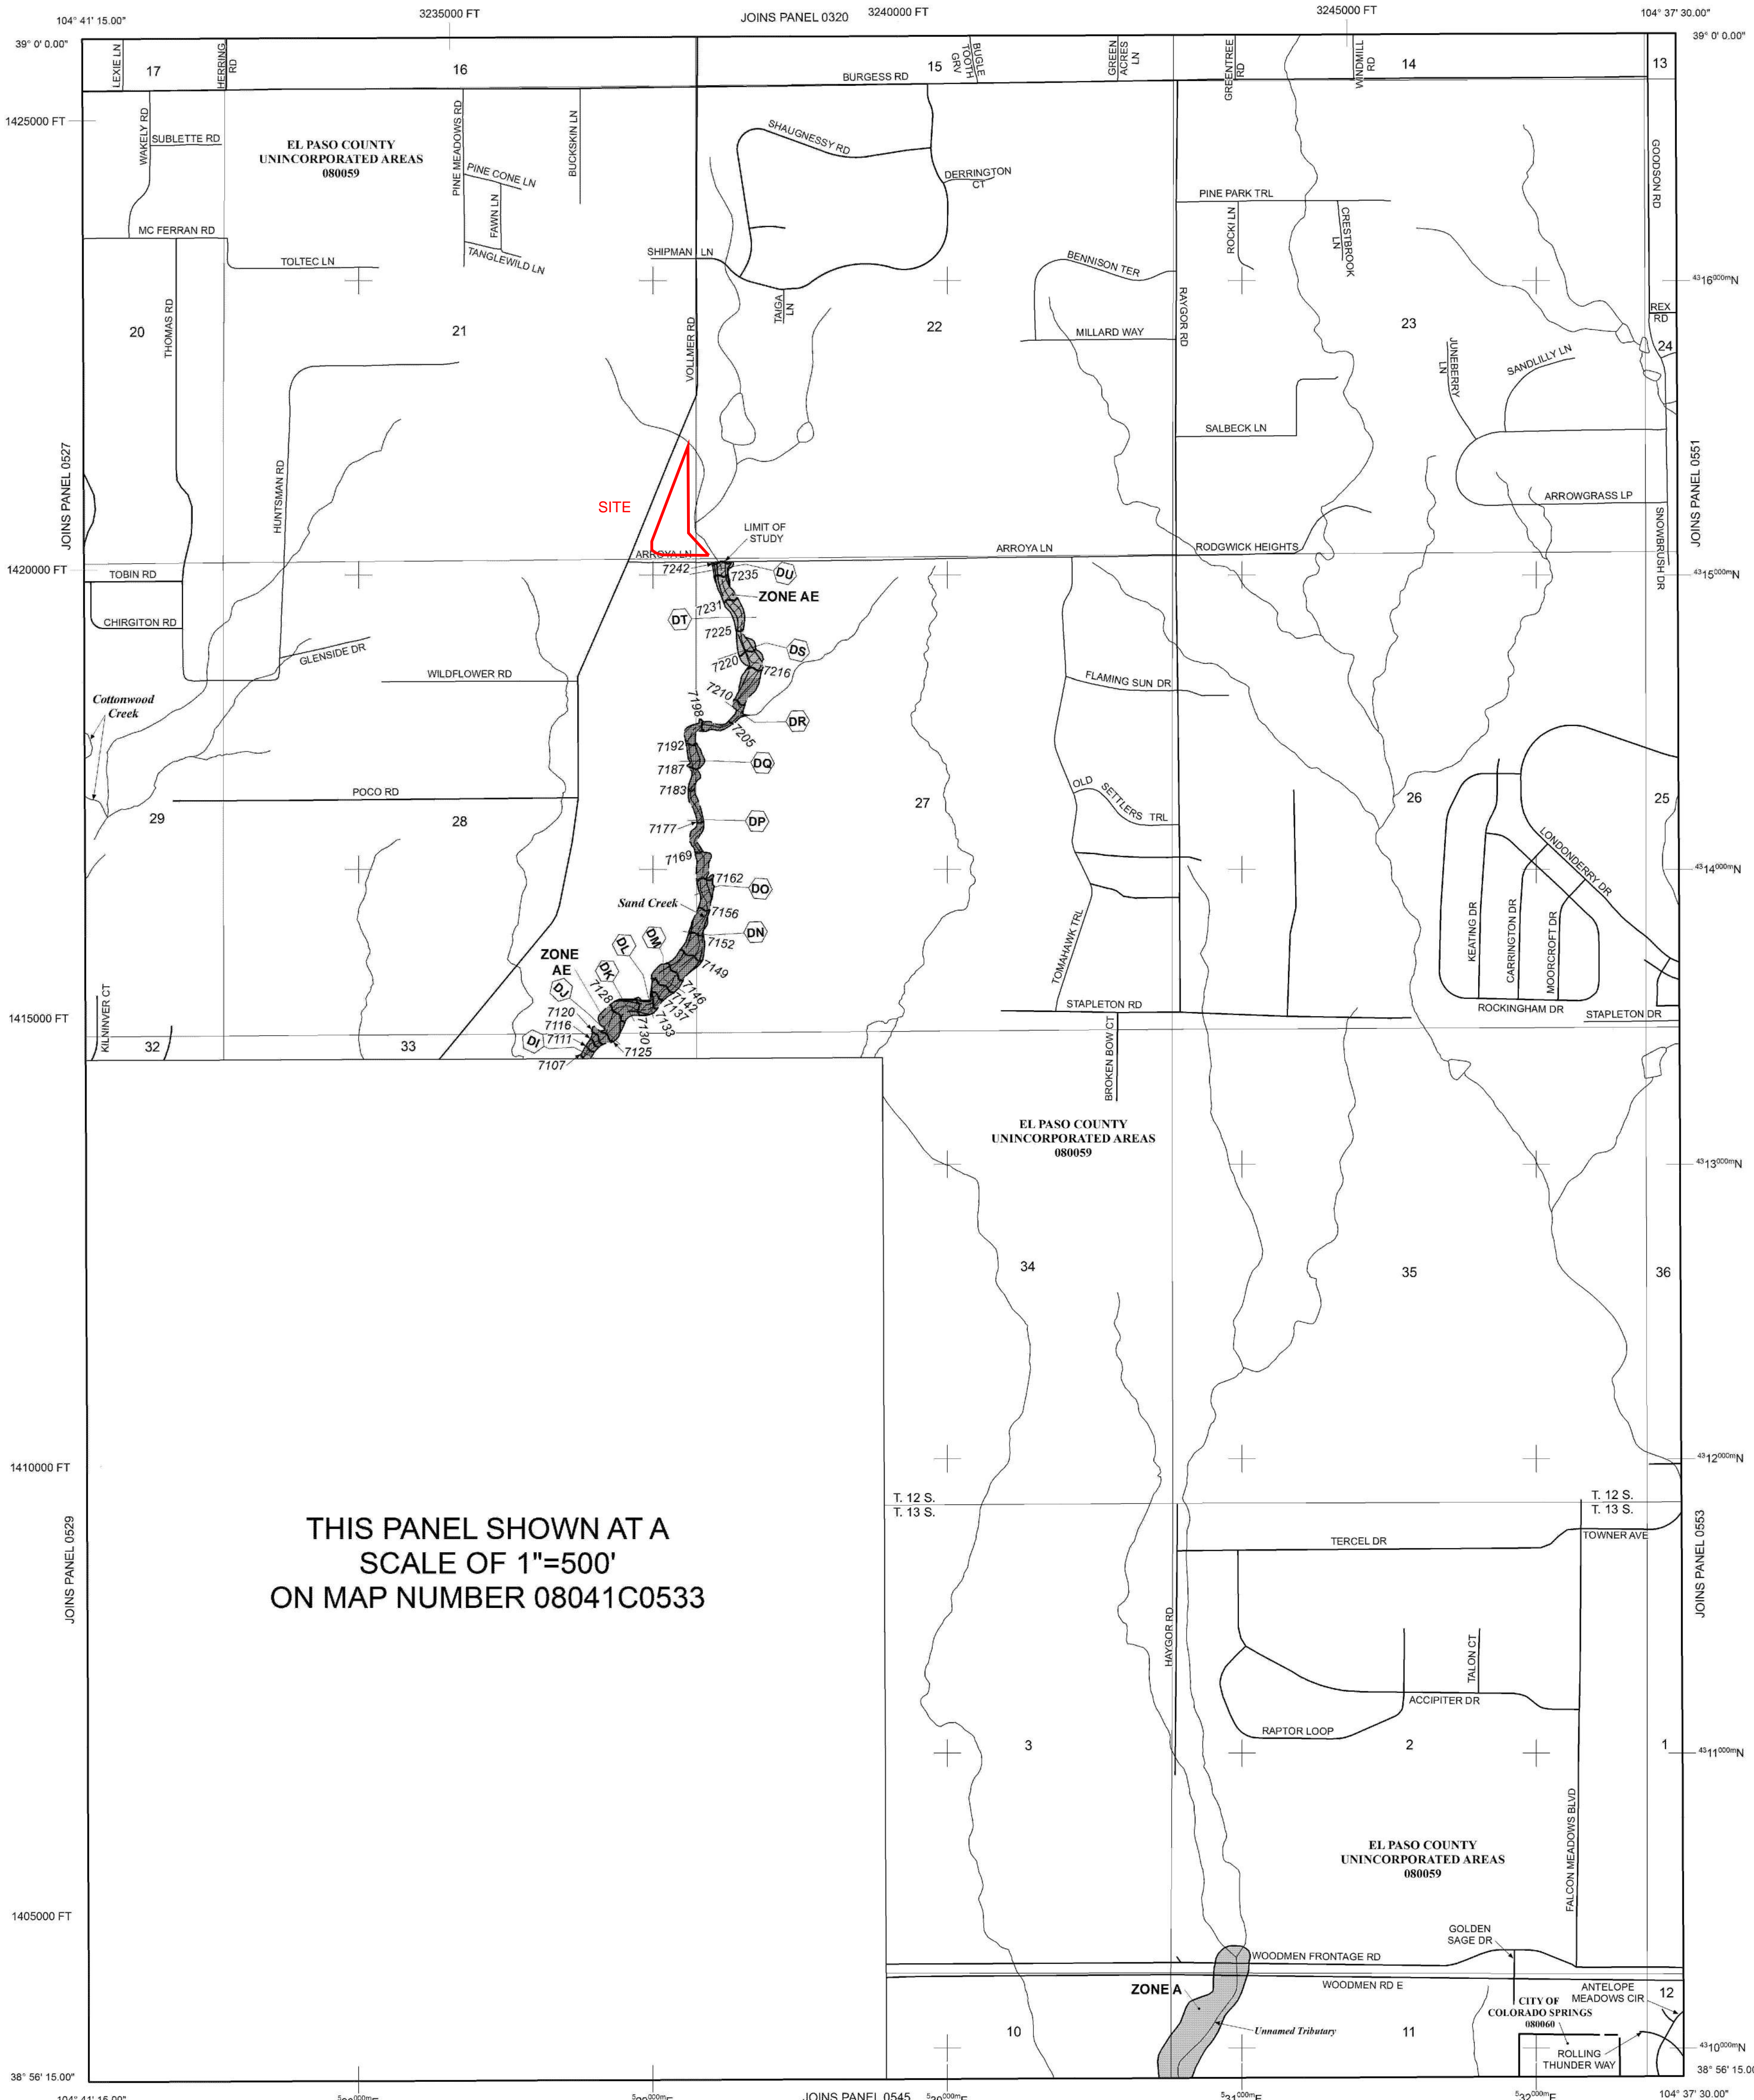 104° 41' 15.00"
3235000 FT
JOINS PANEL 0320
3240000 FT
3245000 FT
104° 37' 30.00"
39° 0' 0.00"
39° 0' 0.00"
LEXIE LN
17
HERRING
RD
16
15
BUGLE
TOOTH
GRV
GREEN
ACRES
LN
GREENTREE
RD
WINDMILL
RD
14
13
BURGESS RD
1425000 FT
WAKELY RD
SUBLETTE RD
EL PASO COUNTY
UNINCORPORATED AREAS
080059
PINE MEADOWS RD
PINE CONE LN
FAWN LN
TANGLEWILD LN
BUCKSKIN LN
SHAUGNESSY RD
DERRINGTON
CT
PINE PARK TRL
ROCKI LN
CRESTBROOK
LN
GOODSON RD
MC FERRAN RD
TOLTEC LN
SHIPMAN LN
TAIGA
LN
BENNISON TER
RAYGOR RD
MILLARD WAY
4316000mN
REX
RD
20
THOMAS RD
21
VOLLMER RD
22
23
24
JUNEBERRY
LN
SANDLILLY LN
SALBECK LN
JOINS PANEL 0527
HUNTSMAN RD
SITE
LIMIT OF
STUDY
ARROWGRASS LP
SNOWBRUSH DR
JOINS PANEL 0551
ARROYA LN
ARROYA LN
RODGWICK HEIGHTS
1420000 FT
TOBIN RD
7242
7235
DU
4315000mN
ZONE AE
7231
CHIRGITON RD
DT
7225
GLENSIDE DR
7220
DS
7216
WILDFLOWER RD
FLAMING SUN DR
Cottonwood
Creek
7210
7198
DR
7205
7192
DQ
7187
POCO RD
7183
OLD SETTLERS TRL
29
28
27
26
25
7177
DP
LONDONDERRY DR
7169
4314000mN
7162
DO
Sand Creek
7156
DN
7152
TOMAHAWK TRL
KEATING DR
CARRINGTON DR
MOORCROFT DR
DM
DL
ZONE
AE
DK
7149
7146
7142
7137
7133
7130
7128
DJ
7120
7116
7111
DI
7125
7107
STAPLETON RD
ROCKINGHAM DR
STAPLETON DR
1415000 FT
KILNINVER CT
32
33
BROKEN BOW CT
EL PASO COUNTY
UNINCORPORATED AREAS
080059
4313000mN
34
35
36
1410000 FT
4312000mN
T. 12 S.
T. 13 S.
T. 12 S.
T. 13 S.
TOWNER AVE
TERCEL DR
THIS PANEL SHOWN AT A
SCALE OF 1"=500'
ON MAP NUMBER 08041C0533
JOINS PANEL 0529
JOINS PANEL 0553
HAYGOR RD
TALON CT
ACCIPITER DR
RAPTOR LOOP
3
2
1
4311000mN
FALCON MEADOWS BLVD
EL PASO COUNTY
UNINCORPORATED AREAS
080059
1405000 FT
GOLDEN
SAGE DR
WOODMEN FRONTAGE RD
WOODMEN RD E
ZONE A
ANTELOPE
MEADOWS CIR
12
CITY OF
COLORADO SPRINGS
080060
10
Unnamed Tributary
11
ROLLING
THUNDER WAY
4310000mN
38° 56' 15.00"
38° 56' 15.00
104° 41' 15.00"
JOINS PANEL 0545
530000mE
531000mE
532000mE
104° 37' 30.00"